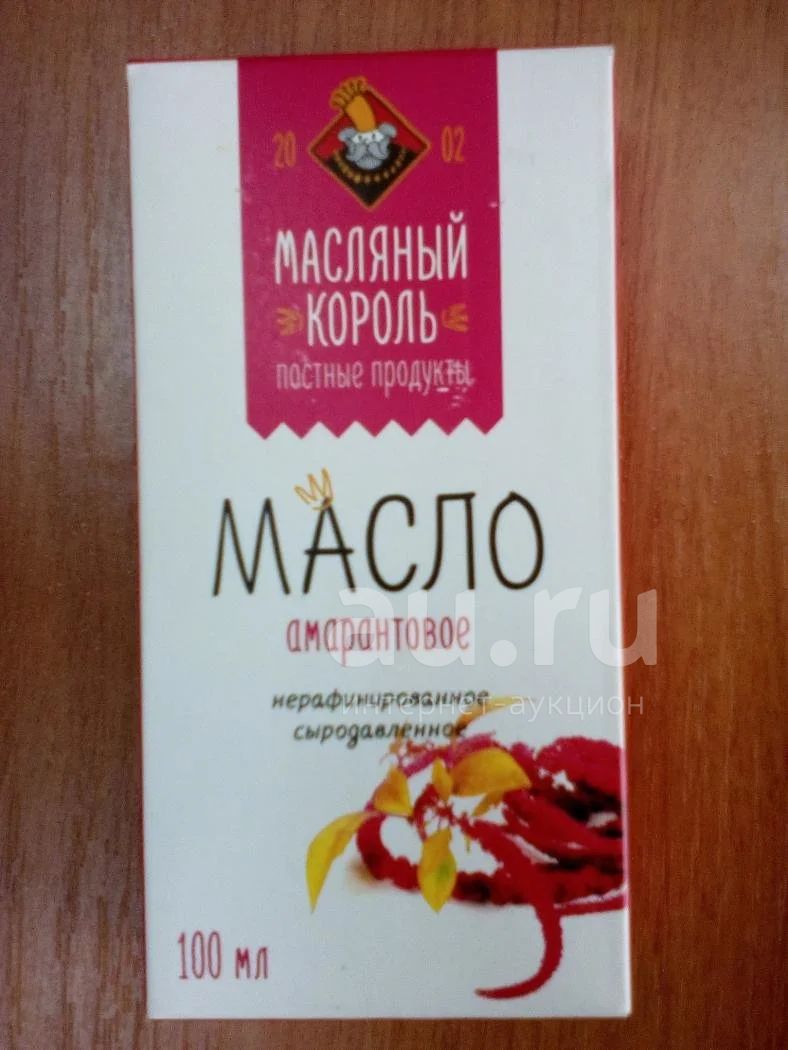 20 02
МАСЛЯНЫЙ
КОРОЛЬ
постные продукты
МАСЛО
амарантовое
au.ru
нерафинированное
интернет-аукцион
сыродавленное
100 мл